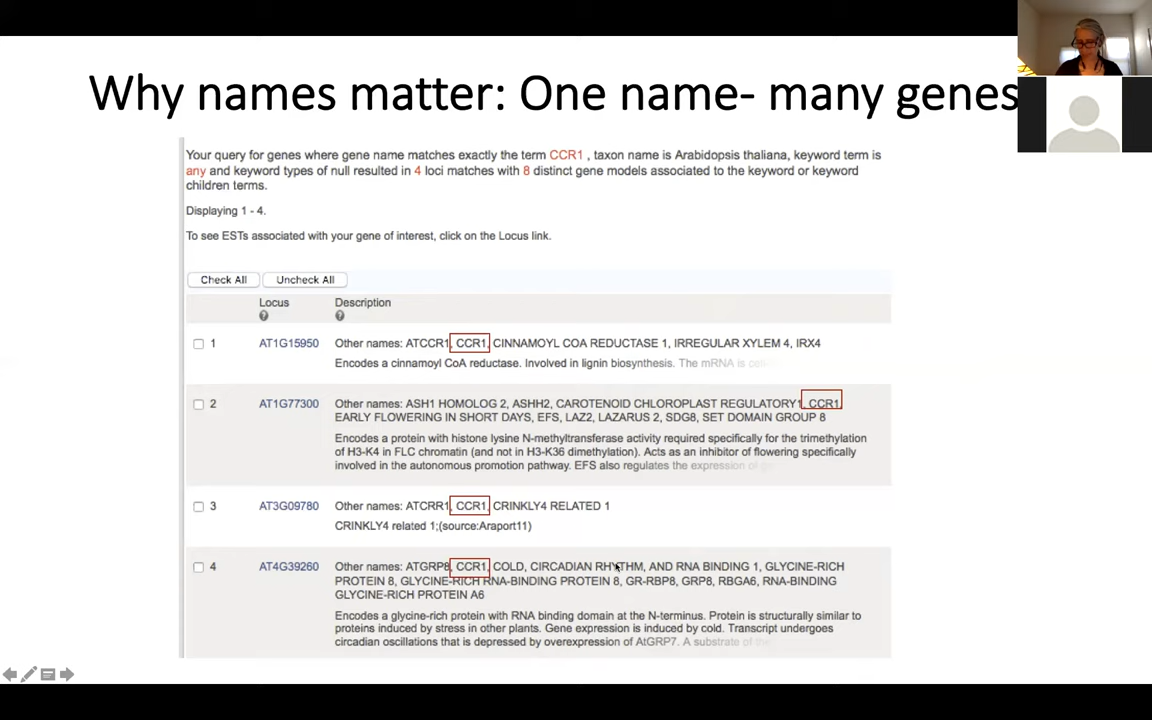 Why names matter: One name- many genes
Your query for genes where gene name matches exactly the term CCR1 , taxon name is Arabidopsis thaliana, keyword term is
any and keyword types of null resulted in 4 loci matches with 8 distinct gene models associated to the keyword or keyword
children terms.
Displaying 1 - 4.
To see ESTs associated with your gene of interest, click on the Locus link.
Check All Uncheck All
Locus Description
? ?
1 AT1G15950 Other names: ATCCR1, CCR1, CINNAMOYL COA REDUCTASE 1, IRREGULAR XYLEM 4, IRX4
Encodes a cinnamoyl CoA reductase. Involved in lignin biosynthesis. The mRNA is cell-
2 AT1G77300 Other names: ASH1 HOMOLOG 2, ASHH2, CAROTENOID CHLOROPLAST REGULATORY1, CCR1,
EARLY FLOWERING IN SHORT DAYS, EFS, LAZ2, LAZARUS 2, SDG8, SET DOMAIN GROUP 8
Encodes a protein with histone lysine N-methyltransferase activity required specifically for the trimethylation
of H3-K4 in FLC chromatin (and not in H3-K36 dimethylation). Acts as an inhibitor of flowering specifically
involved in the autonomous promotion pathway. EFS also regulates the expression of
3 AT3G09780 Other names: ATCRR1, CCR1, CRINKLY4 RELATED 1
CRINKLY4 related 1;(source:Araport11)
4 AT4G39260 Other names: ATGRP8, CCR1, COLD, CIRCADIAN RHYTHM, AND RNA BINDING 1, GLYCINE-RICH
PROTEIN 8, GLYCINE-RICH RNA-BINDING PROTEIN 8, GR-RBP8, GRP8, RBGA6, RNA-BINDING
GLYCINE-RICH PROTEIN A6
Encodes a glycine-rich protein with RNA binding domain at the N-terminus. Protein is structurally similar to
proteins induced by stress in other plants. Gene expression is induced by cold. Transcript undergoes
circadian oscillations that is depressed by overexpression of AtGRP7. A substrate of the